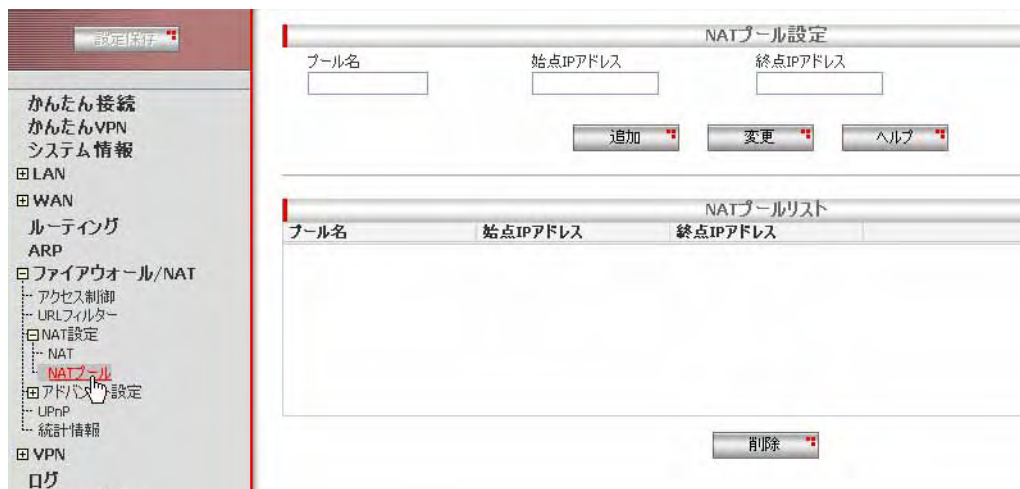 設定保存
かんたん接続
かんたんVPN
システム情報
LAN
WAN
ルーティング
ARP
ファイアウォール/NAT
アクセス制御
URLフィルター
NAT設定
NAT
NATプール
アドバンスト設定
UPnP
統計情報
VPN
ログ
NATプール設定
プール名 始点IPアドレス 終点IPアドレス
追加 変更 ヘルプ
NATプールリスト
プール名 始点IPアドレス 終点IPアドレス
削除